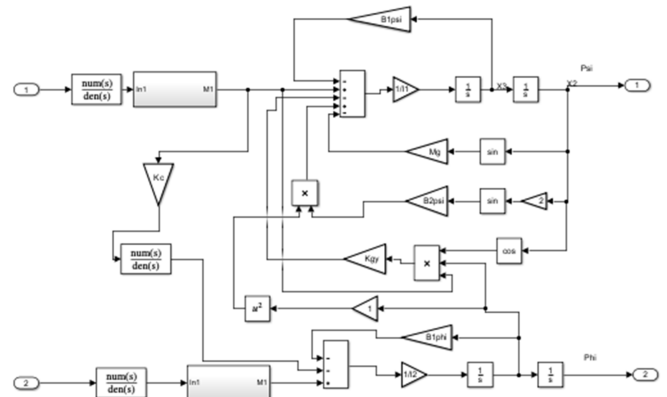 B1psi
Psi
1
num(s)
den(s)
In1
M1
1/I1
1
s
X3
1
s
X2
1
Mg
sin
Kc
×
B2psi
sin
2
cos
num(s)
den(s)
Kgy
×
u²
1
B1phi
Phi
2
num(s)
den(s)
In1
M1
1/I2
1
s
1
s
2